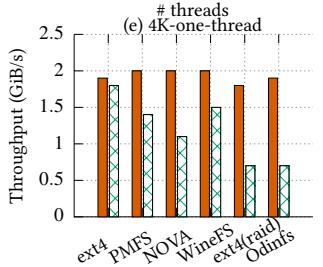 # threads
(e) 4K-one-thread
Throughput (GiB/s)
2.5
2
1.5
1
0.5
0
ext4
PMFS
NOVA
WineFS
ext4(raid)
Odinfs